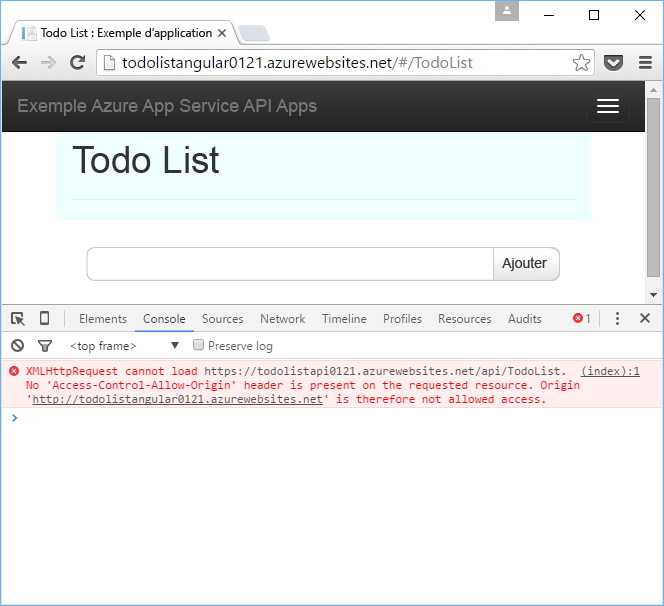 Todo List : Exemple d’application
todolistangular0121.azurewebsites.net/#/TodoList
Exemple Azure App Service API Apps
Todo List
Ajouter
Elements Console Sources Network Timeline Profiles Resources Audits 1
<top frame> Preserve log
XMLHttpRequest cannot load https://todolistapi0121.azurewebsites.net/api/TodoList. (index):1
No 'Access-Control-Allow-Origin' header is present on the requested resource. Origin
'http://todolistangular0121.azurewebsites.net' is therefore not allowed access.